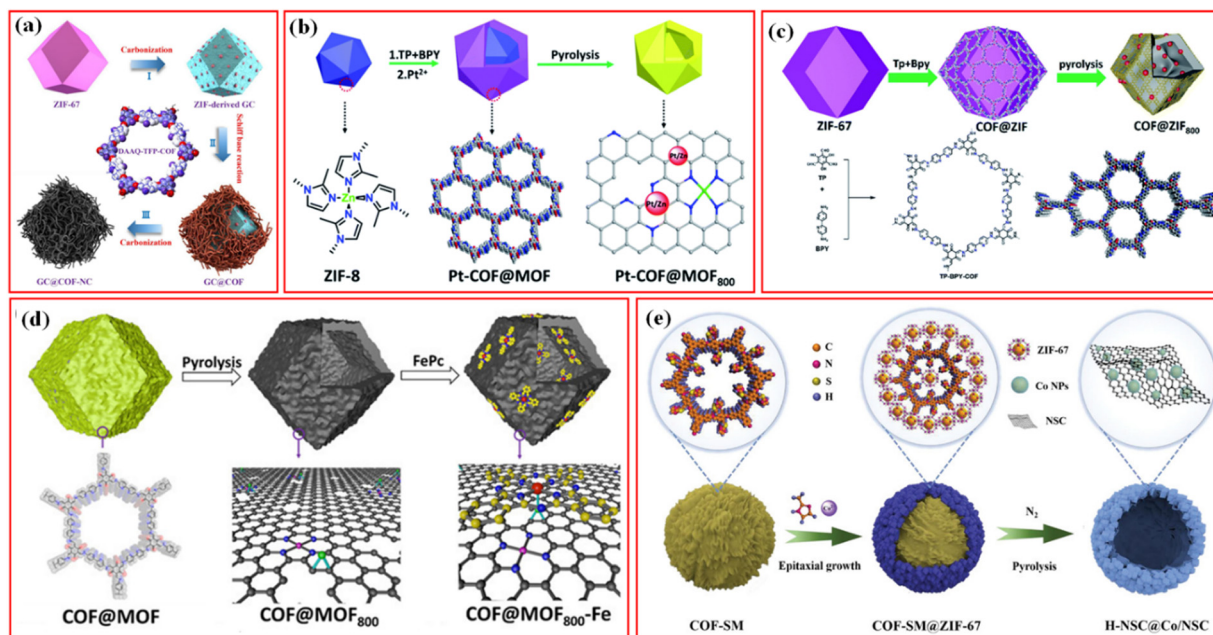 (a)
Carbonization
I
ZIF-67
ZIF-derived GC
DAAQ-TFP-COF
Schiff base reaction
II
III
Carbonization
GC@COF-NC
GC@COF
(b)
1.TP+BPY
2.Pt2+
Pyrolysis
Zn
Pt/Zn
Pt/Zn
ZIF-8
Pt-COF@MOF
Pt-COF@MOF800
(c)
Tp+Bpy
pyrolysis
ZIF-67
COF@ZIF
COF@ZIF800
TP
+
BPY
TP-BPY-COF
(d)
Pyrolysis
FePc
COF@MOF
COF@MOF800
COF@MOF800-Fe
(e)
C
N
S
H
ZIF-67
Co NPs
NSC
Epitaxial growth
N2
Pyrolysis
COF-SM
COF-SM@ZIF-67
H-NSC@Co/NSC